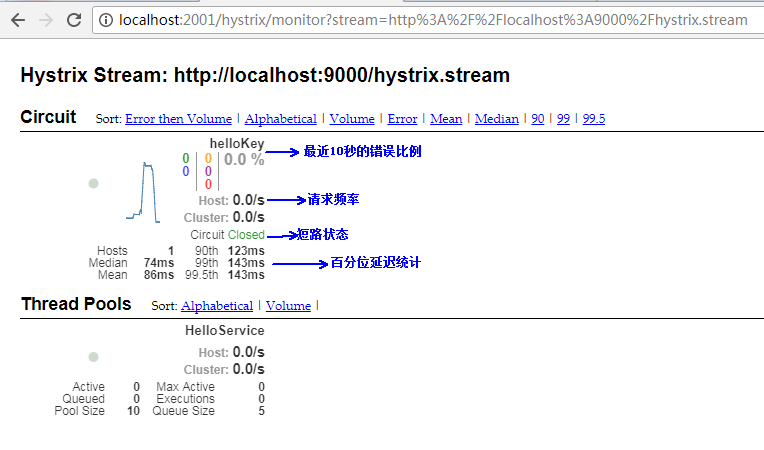 localhost:2001/hystrix/monitor?stream=http%3A%2F%2Flocalhost%3A9000%2Fhystrix.stream
Hystrix Stream: http://localhost:9000/hystrix.stream
Circuit Sort: Error then Volume | Alphabetical | Volume | Error | Mean | Median | 90 | 99 | 99.5
helloKey
最近10秒的错误比例
0 0 0.0 %
0 0
0
Host: 0.0/s 请求频率
Cluster: 0.0/s
Circuit Closed 短路状态
Hosts 1 90th 123ms
Median 74ms 99th 143ms 百分位延迟统计
Mean 86ms 99.5th 143ms
Thread Pools Sort: Alphabetical | Volume |
HelloService
Host: 0.0/s
Cluster: 0.0/s
Active 0 Max Active 0
Queued 0 Executions 0
Pool Size 10 Queue Size 5